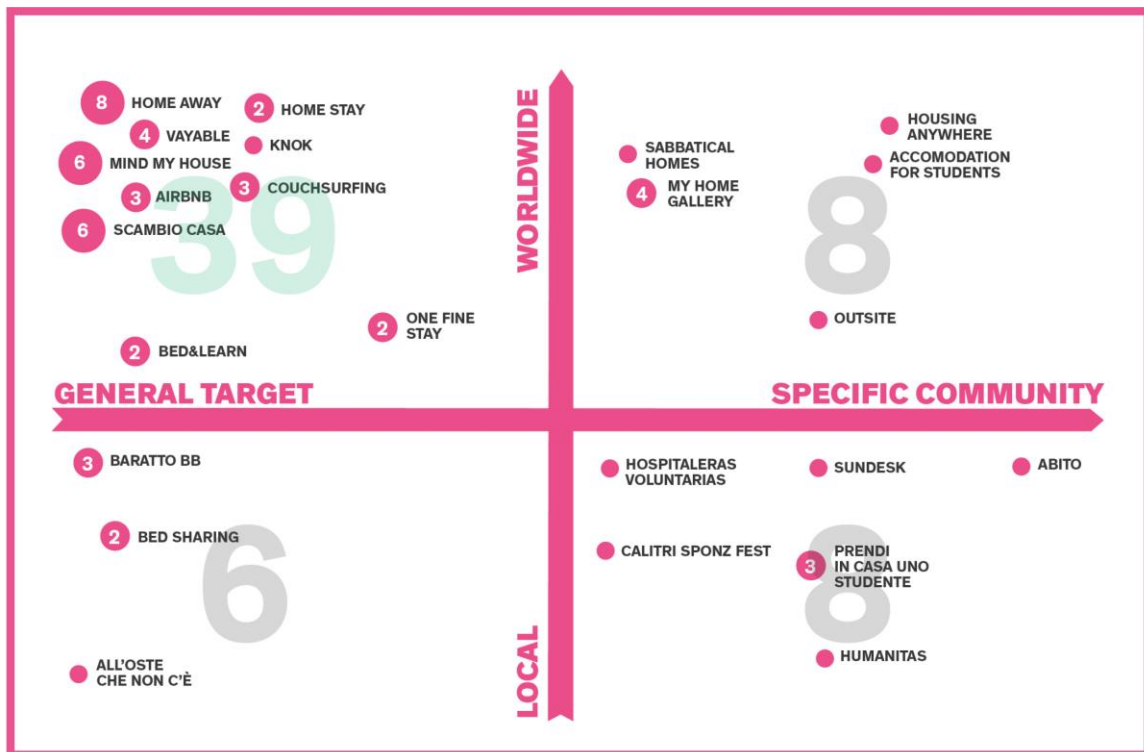 8 HOME AWAY
2 HOME STAY
4 VAYABLE
KNOK
6 MIND MY HOUSE
3 AIRBNB
3 COUCHSURFING
6 SCAMBIO CASA
39
2 ONE FINE
STAY
2 BED&LEARN
WORLDWIDE
SABBATICAL
HOMES
4 MY HOME
GALLERY
HOUSING
ANYWHERE
ACCOMODATION
FOR STUDENTS
8
OUTSITE
GENERAL TARGET
SPECIFIC COMMUNITY
3 BARATTO BB
2 BED SHARING
6
ALL'OSTE
CHE NON C'È
LOCAL
HOSPITALERAS
VOLUNTARIAS
SUNDESK
ABITO
CALITRI SPONZ FEST
3 PRENDI
IN CASA UNO
STUDENTE
8
HUMANITAS